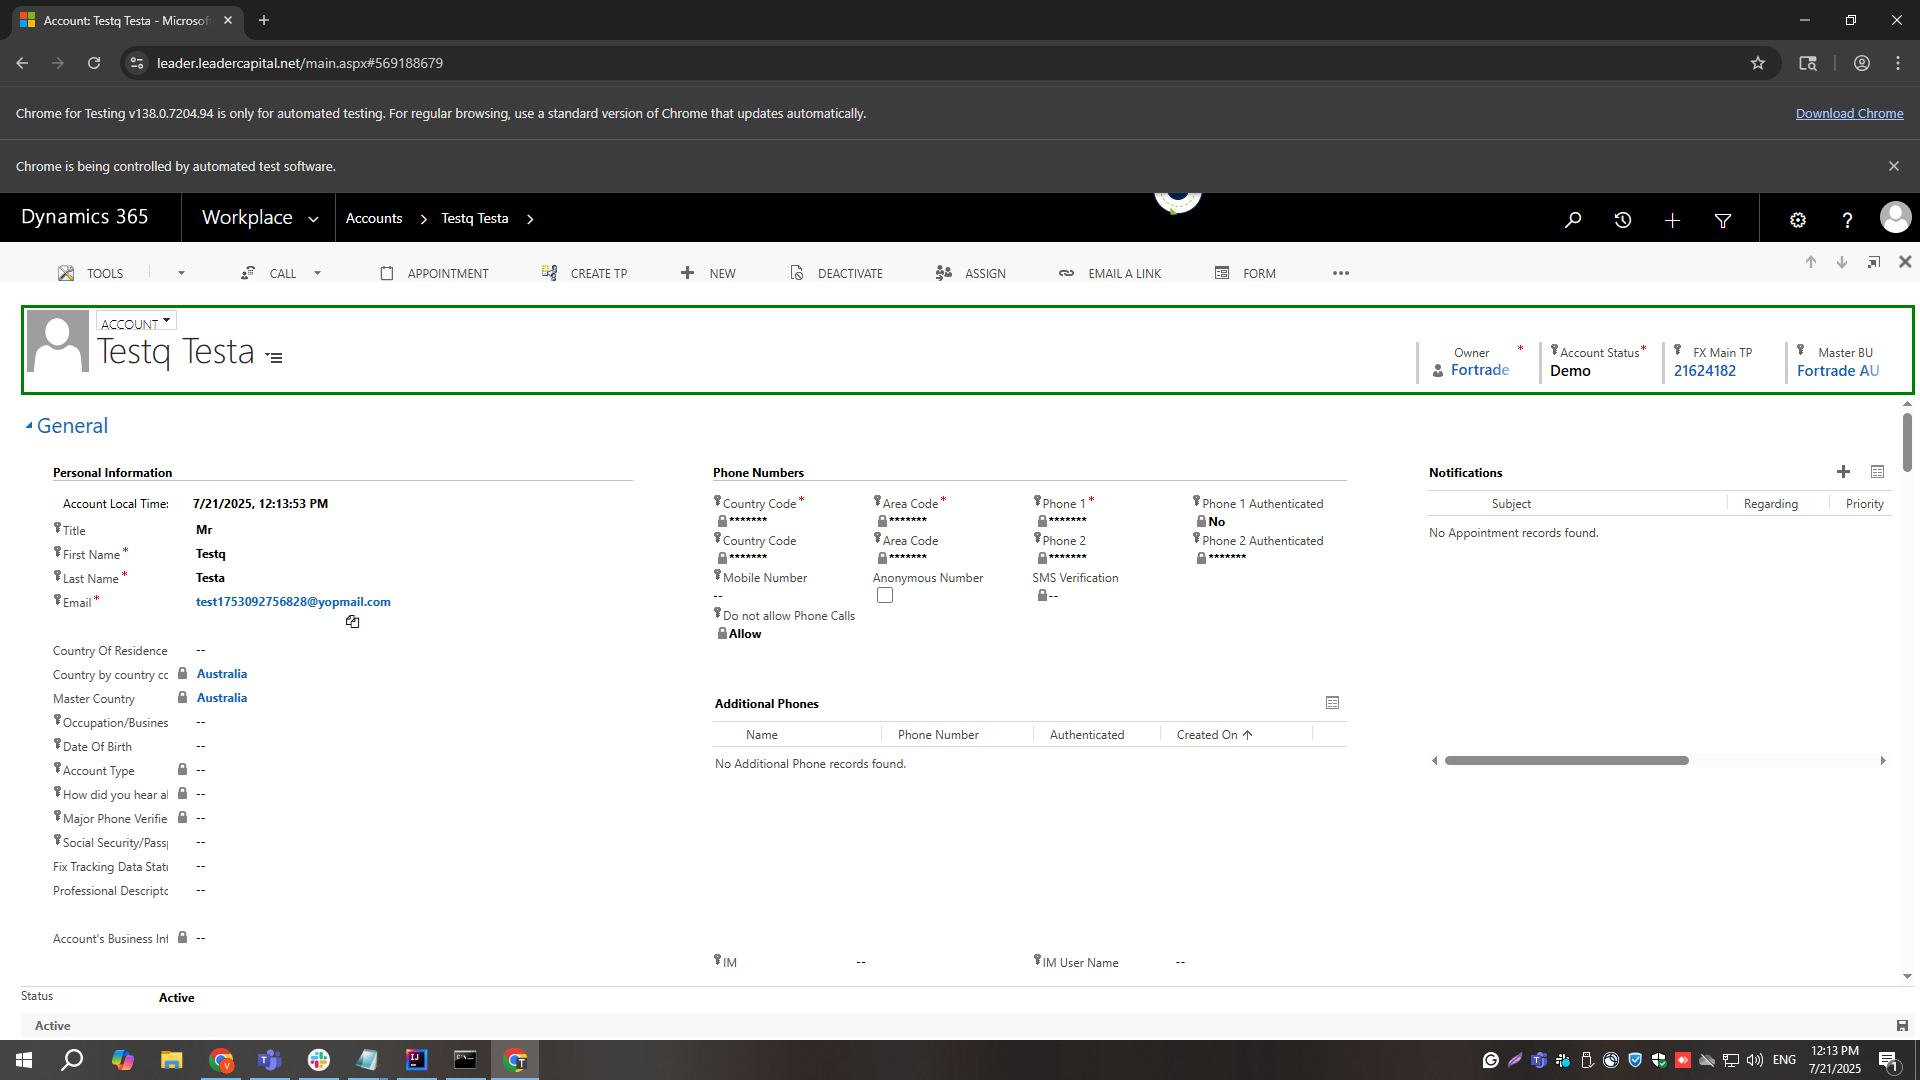 Account: Testq Testa - Microsof
leader.leadercapital.net/main.aspx#569188679
Chrome for Testing v138.0.7204.94 is only for automated testing. For regular browsing, use a standard version of Chrome that updates automatically.
Download Chrome
Chrome is being controlled by automated test software.
Dynamics 365
Workplace
Accounts
Testq Testa
TOOLS
CALL
APPOINTMENT
CREATE TP
NEW
DEACTIVATE
ASSIGN
EMAIL A LINK
FORM
ACCOUNT
Testq Testa
Owner *
Fortrade
Account Status *
Demo
FX Main TP
21624182
Master BU
Fortrade AU
General
Personal Information
Account Local Time: 7/21/2025, 12:13:53 PM
Title Mr
First Name * Testq
Last Name * Testa
Email * test1753092756828@yopmail.com
Country Of Residence --
Country by country cc Australia
Master Country Australia
Occupation/Busines --
Date Of Birth --
Account Type --
How did you hear al --
Major Phone Verifie --
Social Security/Pass --
Fix Tracking Data Statu --
Professional Descripto --
Account's Business Inf --
Phone Numbers
Country Code * Area Code * Phone 1 * Phone 1 Authenticated
******* ******* ******* No
Country Code Area Code Phone 2 Phone 2 Authenticated
******* ******* ******* *******
Mobile Number Anonymous Number SMS Verification
-- --
Do not allow Phone Calls
Allow
Additional Phones
Name Phone Number Authenticated Created On
No Additional Phone records found.
IM -- IM User Name --
Notifications
Subject Regarding Priority
No Appointment records found.
Status Active
Active
ENG
12:13 PM
7/21/2025
1